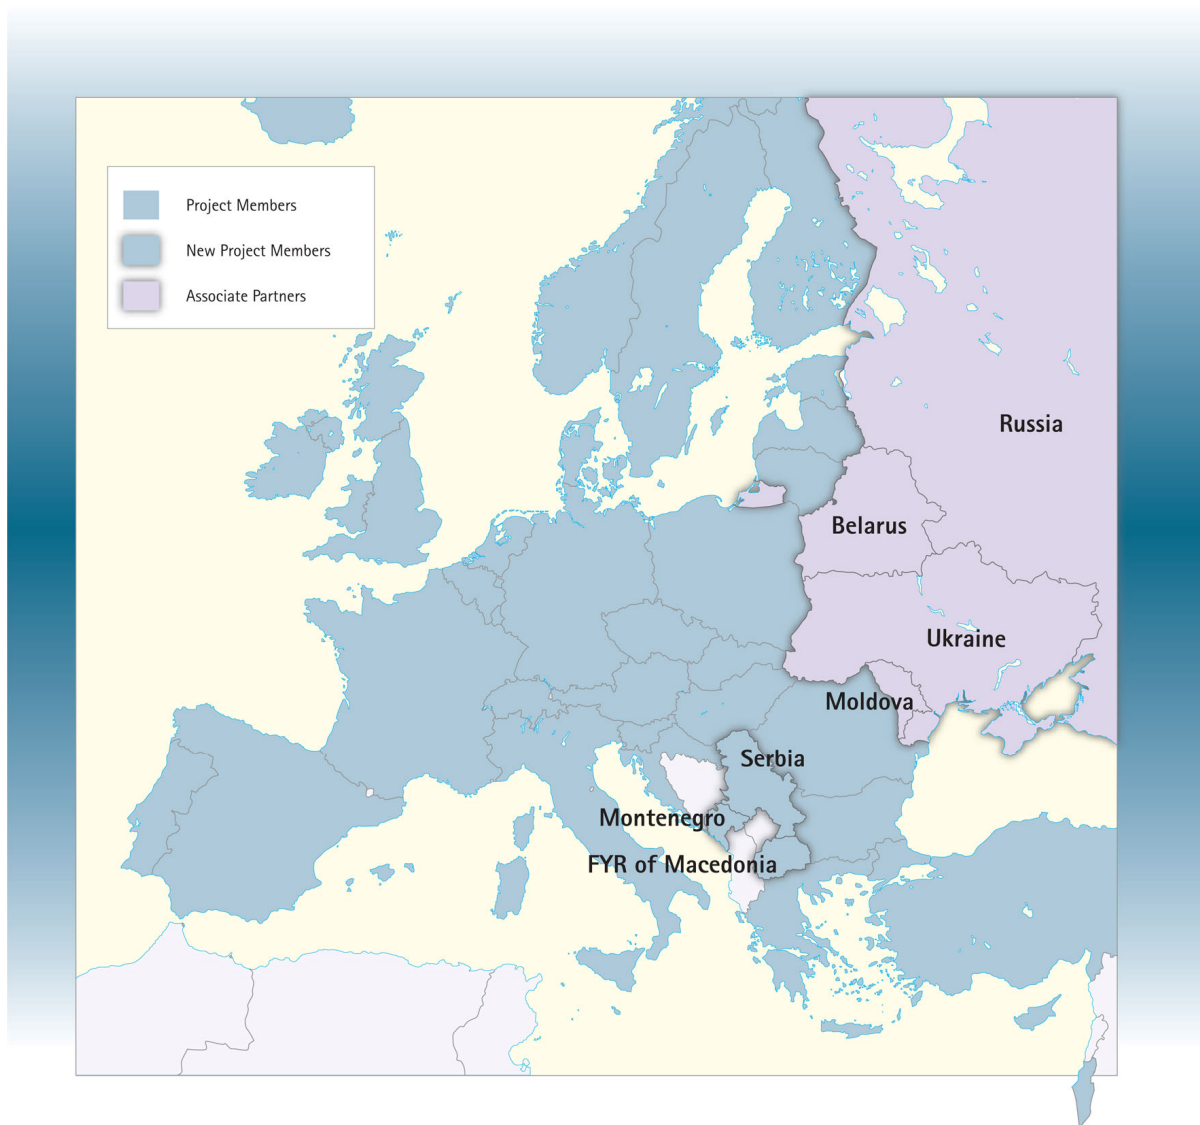 Project Members
New Project Members
Associate Partners
Russia
Belarus
Ukraine
Moldova
Serbia
Montenegro
FYR of Macedonia